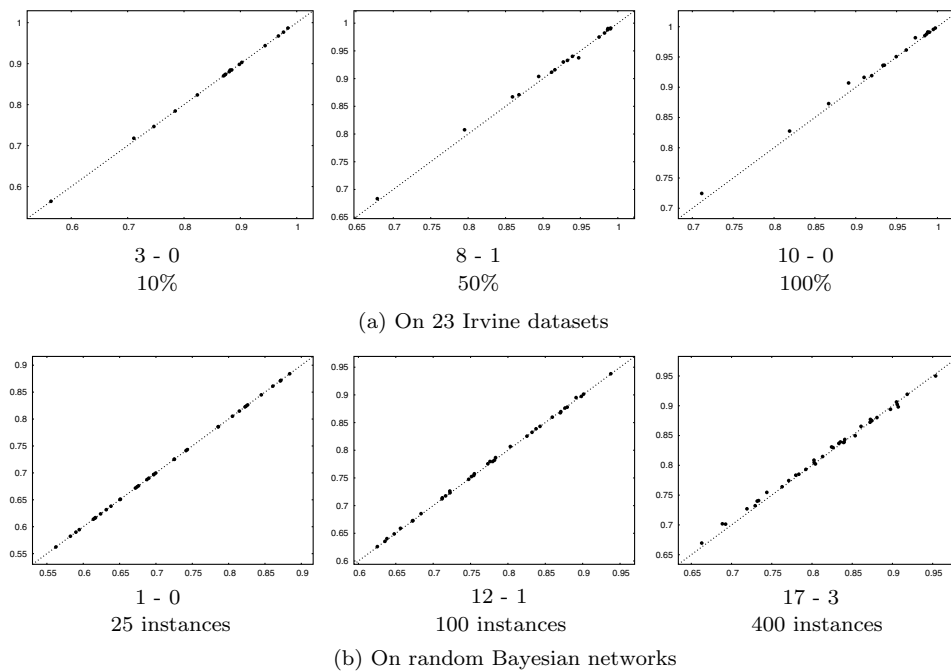 1
0.9
0.8
0.7
0.6
0.6 0.7 0.8 0.9 1
3 - 0
10%
1
0.95
0.9
0.85
0.8
0.75
0.7
0.65
0.65 0.7 0.75 0.8 0.85 0.9 0.95 1
8 - 1
50%
1
0.95
0.9
0.85
0.8
0.75
0.7
0.7 0.75 0.8 0.85 0.9 0.95 1
10 - 0
100%
(a) On 23 Irvine datasets
0.9
0.85
0.8
0.75
0.7
0.65
0.6
0.55
0.55 0.6 0.65 0.7 0.75 0.8 0.85 0.9
1 - 0
25 instances
0.95
0.9
0.85
0.8
0.75
0.7
0.65
0.6
0.6 0.65 0.7 0.75 0.8 0.85 0.9 0.95
12 - 1
100 instances
0.95
0.9
0.85
0.8
0.75
0.7
0.65
0.65 0.7 0.75 0.8 0.85 0.9 0.95
17 - 3
400 instances
(b) On random Bayesian networks